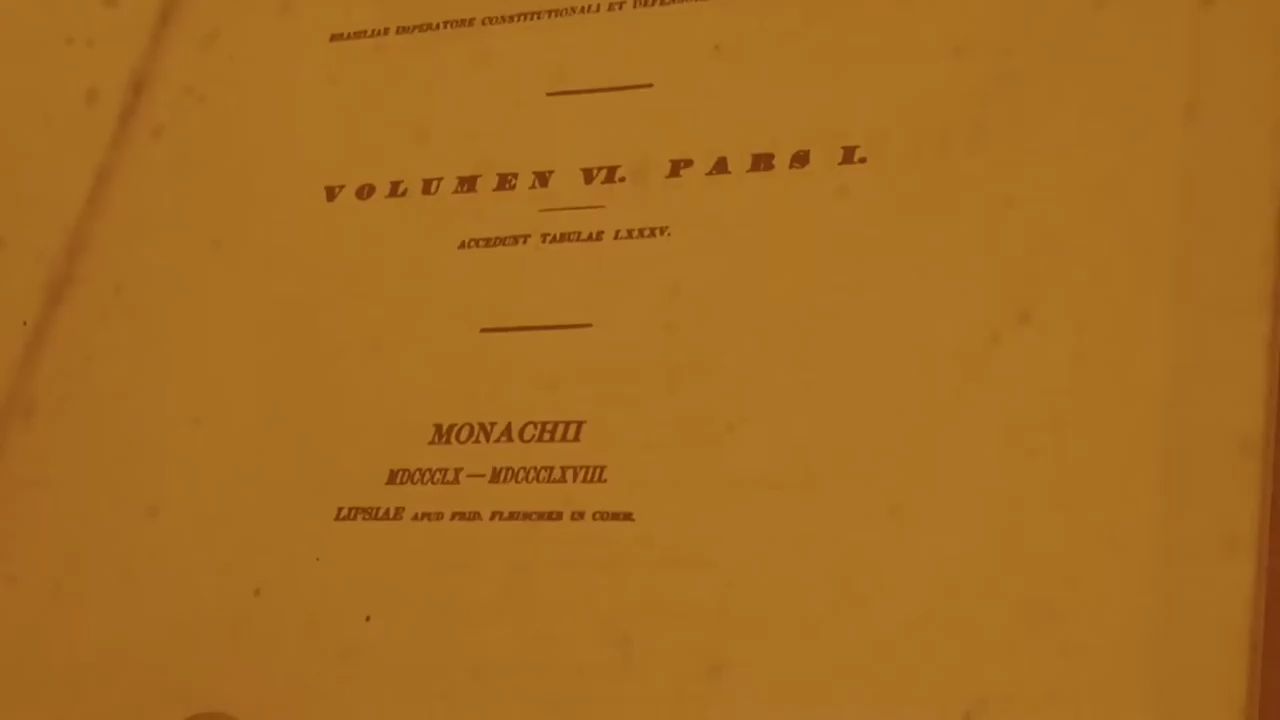 BRASILIAE IMPERATORE CONSTITUTIONALI ET
VOLUMEN VI. PARS I.
ACCEDUNT TABULAE LXXXV.
MONACHII
MDCCCLX — MDCCCLXVIII.
LIPSIAE APUD FRID. FLEISCHER IN COMM.